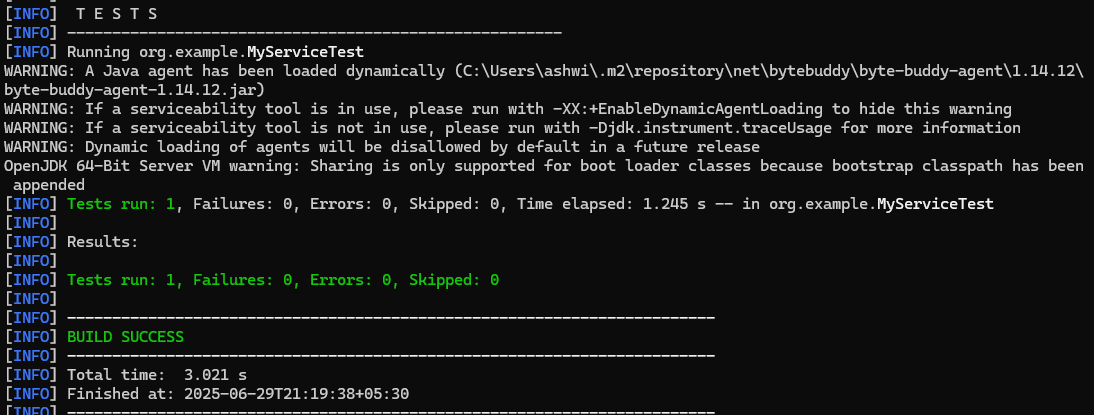 [INFO]  T E S T S
[INFO] -------------------------------------------------------
[INFO] Running org.example.MyServiceTest
WARNING: A Java agent has been loaded dynamically (C:\Users\ashwi\.m2\repository\net\bytebuddy\byte-buddy-agent\1.14.12\
byte-buddy-agent-1.14.12.jar)
WARNING: If a serviceability tool is in use, please run with -XX:+EnableDynamicAgentLoading to hide this warning
WARNING: If a serviceability tool is not in use, please run with -Djdk.instrument.traceUsage for more information
WARNING: Dynamic loading of agents will be disallowed by default in a future release
OpenJDK 64-Bit Server VM warning: Sharing is only supported for boot loader classes because bootstrap classpath has been
 appended
[INFO] Tests run: 1, Failures: 0, Errors: 0, Skipped: 0, Time elapsed: 1.245 s -- in org.example.MyServiceTest
[INFO]
[INFO] Results:
[INFO]
[INFO] Tests run: 1, Failures: 0, Errors: 0, Skipped: 0
[INFO]
[INFO] ------------------------------------------------------------------------
[INFO] BUILD SUCCESS
[INFO] ------------------------------------------------------------------------
[INFO] Total time:  3.021 s
[INFO] Finished at: 2025-06-29T21:19:38+05:30
[INFO] ------------------------------------------------------------------------